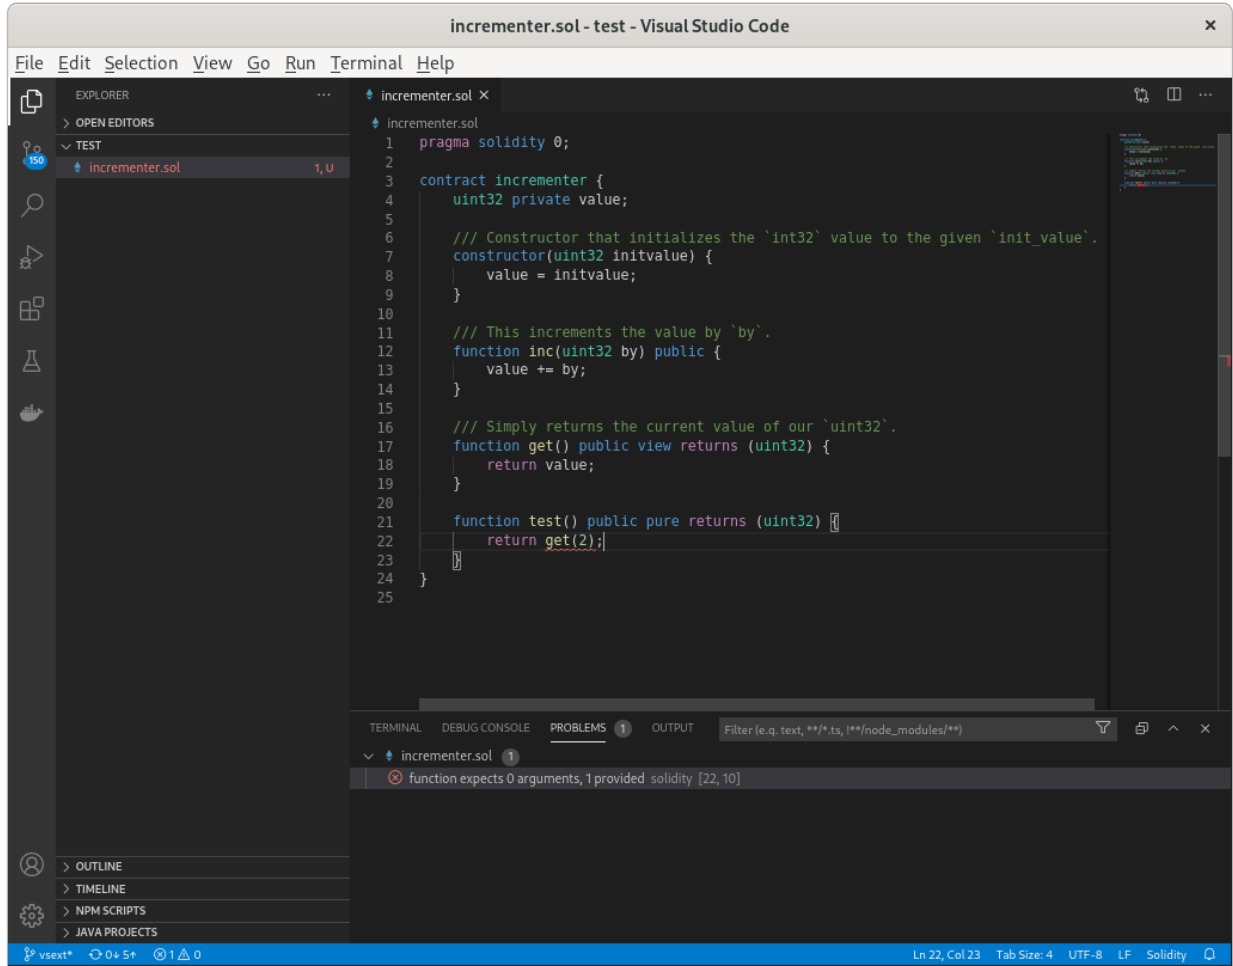 incrementer.sol - test - Visual Studio Code ×
File Edit Selection View Go Run Terminal Help
EXPLORER ···
OPEN EDITORS
TEST
incrementer.sol 1, U
150
incrementer.sol ×
incrementer.sol
1 pragma solidity 0;
2
3 contract incrementer {
4 uint32 private value;
5
6 /// Constructor that initializes the `int32` value to the given `init_value`.
7 constructor(uint32 initvalue) {
8 value = initvalue;
9 }
10
11 /// This increments the value by `by`.
12 function inc(uint32 by) public {
13 value += by;
14 }
15
16 /// Simply returns the current value of our `uint32`.
17 function get() public view returns (uint32) {
18 return value;
19 }
20
21 function test() public pure returns (uint32) {
22 return get(2);
23 }
24 }
25
TERMINAL DEBUG CONSOLE PROBLEMS 1 OUTPUT Filter (e.g. text, **/*.ts, !**/node_modules/**)
incrementer.sol 1
function expects 0 arguments, 1 provided solidity [22, 10]
OUTLINE
TIMELINE
NPM SCRIPTS
JAVA PROJECTS
vsext* 0↓ 5↑ 1 0 Ln 22, Col 23 Tab Size: 4 UTF-8 LF Solidity